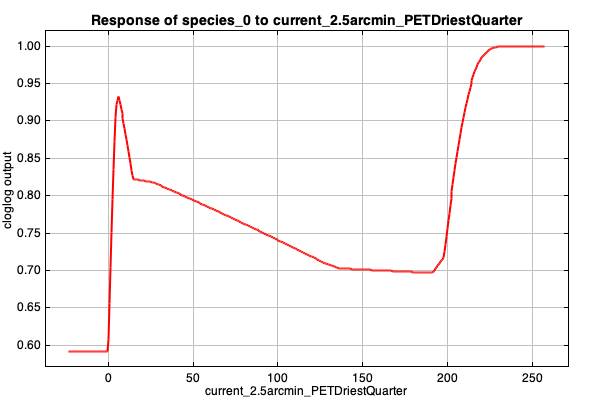 Response of species_0 to current_2.5arcmin_PETDriestQuarter
1.00
0.95
0.90
0.85
0.80
0.75
0.70
0.65
0.60
cloglog output
0 50 100 150 200 250
current_2.5arcmin_PETDriestQuarter